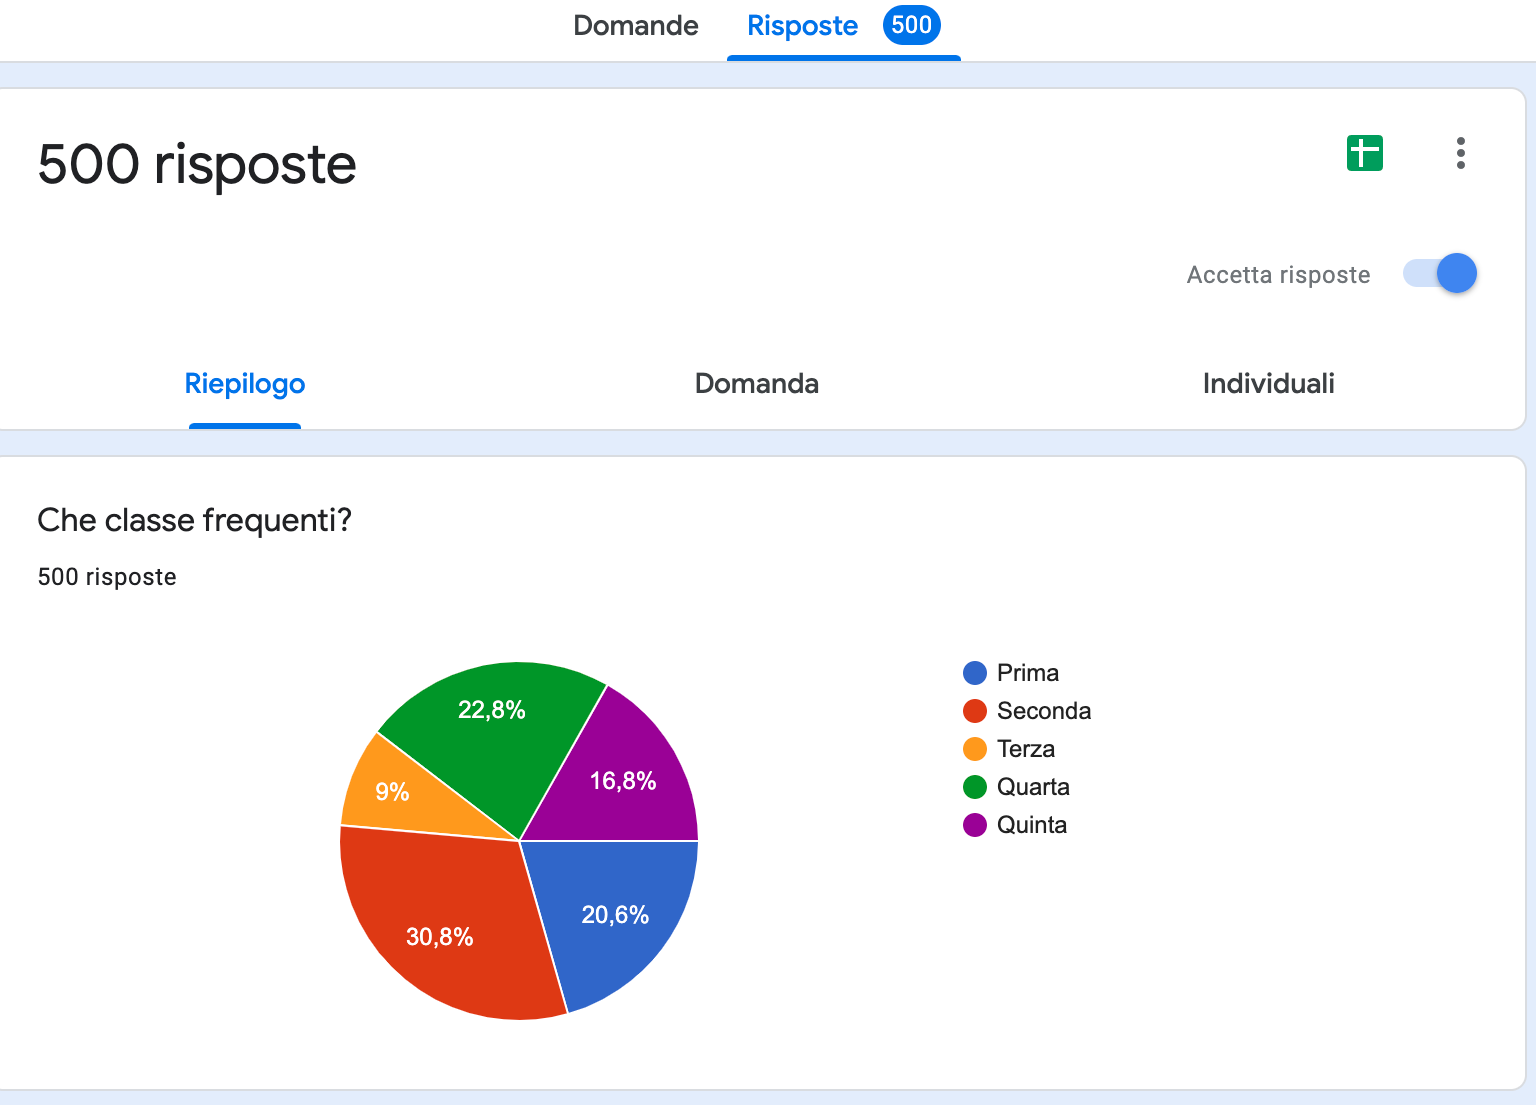 Domande Risposte 500
500 risposte
Accetta risposte
Riepilogo Domanda Individuali
Che classe frequenti?
500 risposte
22,8%
16,8%
9%
20,6%
30,8%
Prima
Seconda
Terza
Quarta
Quinta